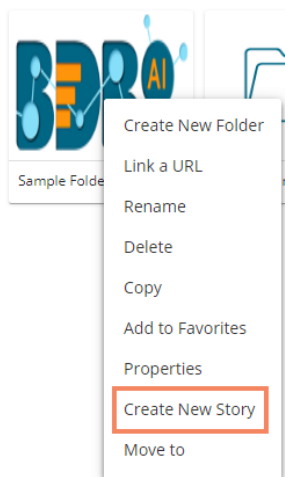 BDB
AI
Sample Folde
Create New Folder
Link a URL
Rename
Delete
Copy
Add to Favorites
Properties
Create New Story
Move to